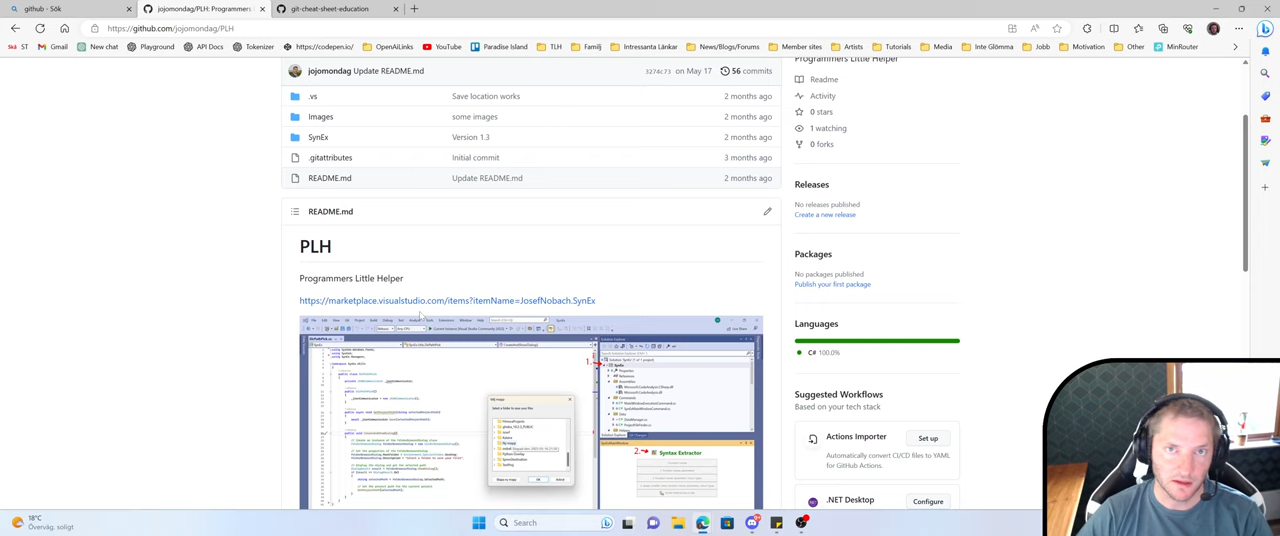 github - Sök
jojomondag/PLH: Programmers
git-cheat-sheet-education
https://github.com/jojomondag/PLH
ST
Gmail
New chat
Playground
API Docs
Tokenizer
https://codepen.io/
OpenAiLinks
YouTube
Paradise Island
TLH
Familj
Intressanta Länkar
News/Blogs/Forums
Member sites
Artists
Tutorials
Media
Inte Glömma
Jobb
Motivation
Other
MinRouter
jojomondag Update README.md
3274c73 on May 17
56 commits
.vs
Save location works
2 months ago
Images
some images
2 months ago
SynEx
Version 1.3
2 months ago
.gitattributes
Initial commit
3 months ago
README.md
Update README.md
2 months ago
README.md
PLH
Programmers Little Helper
https://marketplace.visualstudio.com/items?itemName=JosefNobach.SynEx
1.
2.
Syntax Extractor
Programmers Little Helper
Readme
Activity
0 stars
1 watching
0 forks
Releases
No releases published
Create a new release
Packages
No packages published
Publish your first package
Languages
C# 100.0%
Suggested Workflows
Based on your tech stack
Actions Importer
Set up
Automatically convert CI/CD files to YAML
for GitHub Actions.
.NET Desktop
Configure
18°C
Överväg. soligt
Search